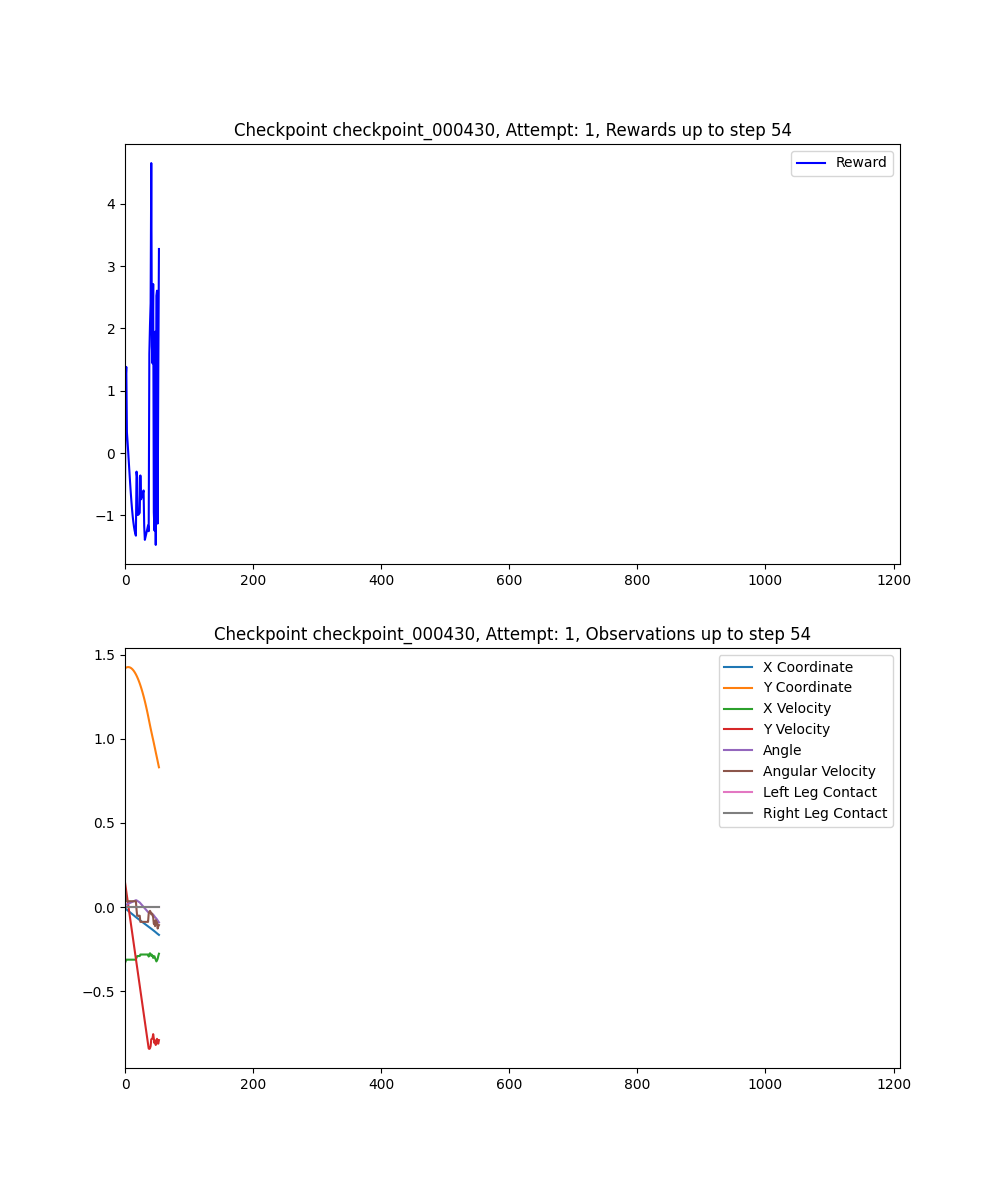 Checkpoint checkpoint_000430, Attempt: 1, Rewards up to step 54
Reward
4
3
2
1
0
−1
0 200 400 600 800 1000 1200
Checkpoint checkpoint_000430, Attempt: 1, Observations up to step 54
1.5
1.0
0.5
0.0
−0.5
X Coordinate
Y Coordinate
X Velocity
Y Velocity
Angle
Angular Velocity
Left Leg Contact
Right Leg Contact
0 200 400 600 800 1000 1200